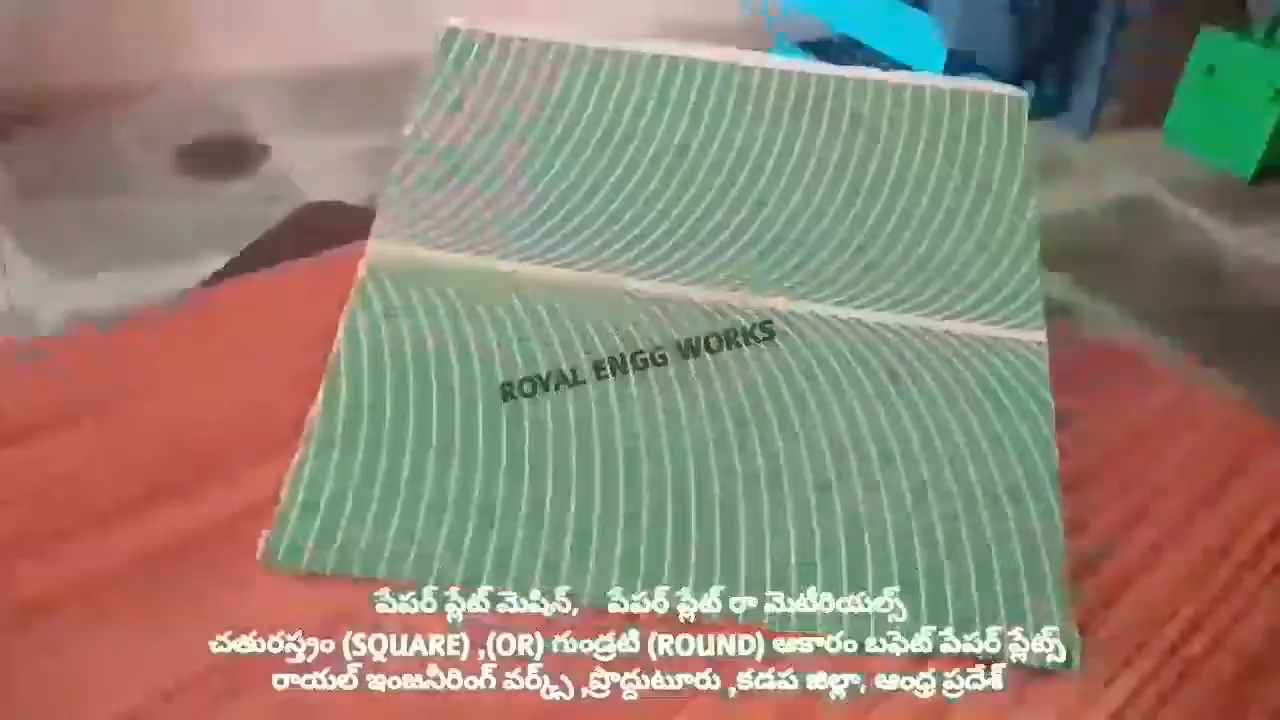 ROYAL ENGG WORKS
పేపర్ ప్లేట్ మెషిన్, పేపర్ ప్లేట్ రా మెటీరియల్స్
చతురస్త్రం (SQUARE) ,(OR) గుండ్రటి (ROUND) ఆకారం బఫెట్ పేపర్ ప్లేట్స్
రాయల్ ఇంజనీరింగ్ వర్క్స్ ,ప్రొద్దుటూరు ,కడప జిల్లా, ఆంధ్ర ప్రదేశ్